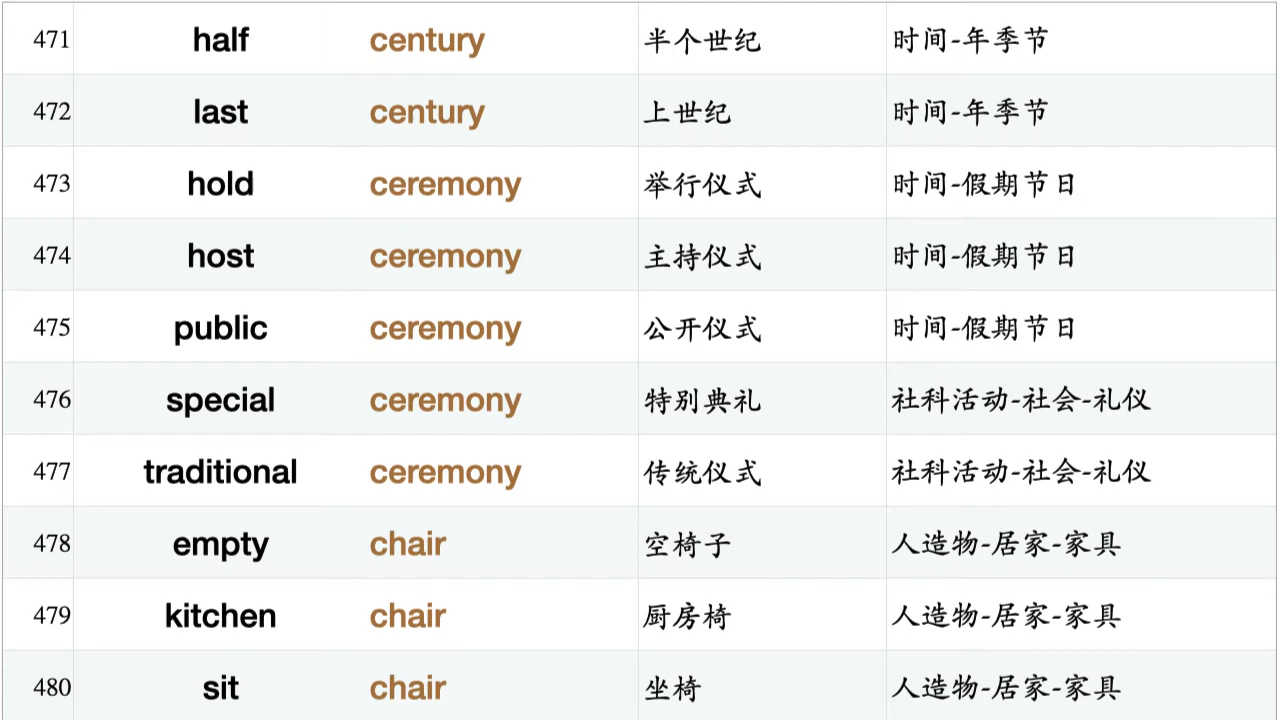 471 half century 半个世纪 时间-年季节
472 last century 上世纪 时间-年季节
473 hold ceremony 举行仪式 时间-假期节日
474 host ceremony 主持仪式 时间-假期节日
475 public ceremony 公开仪式 时间-假期节日
476 special ceremony 特别典礼 社科活动-社会-礼仪
477 traditional ceremony 传统仪式 社科活动-社会-礼仪
478 empty chair 空椅子 人造物-居家-家具
479 kitchen chair 厨房椅 人造物-居家-家具
480 sit chair 坐椅 人造物-居家-家具